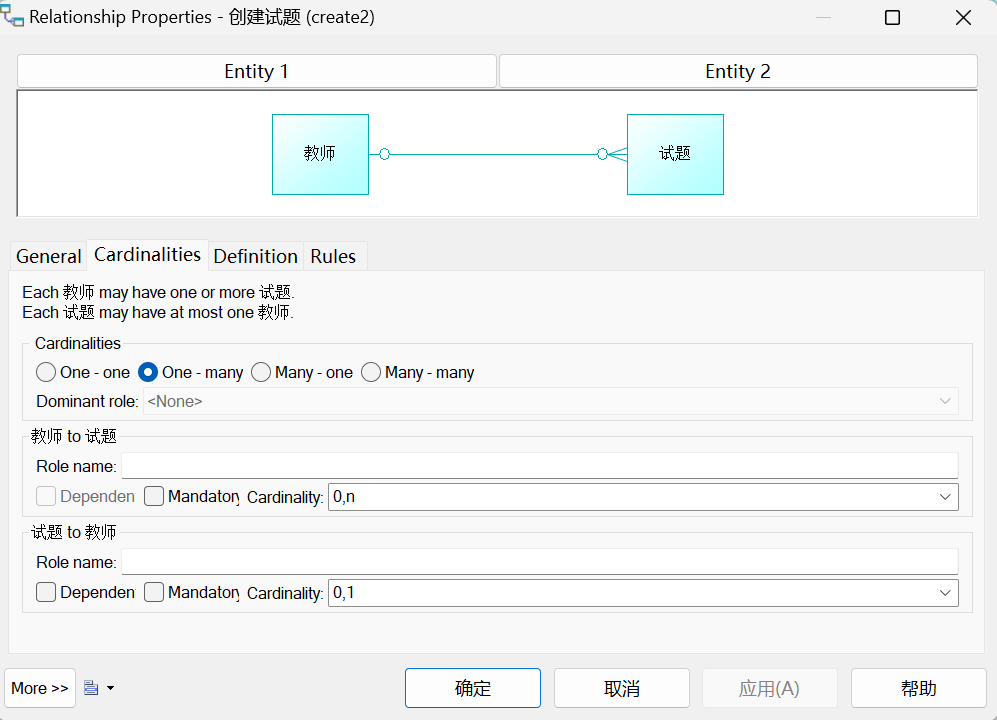 Relationship Properties - 创建试题 (create2)
Entity 1
Entity 2
教师
试题
General
Cardinalities
Definition
Rules
Each 教师 may have one or more 试题.
Each 试题 may have at most one 教师.
Cardinalities
One - one
One - many
Many - one
Many - many
Dominant role:
<None>
教师 to 试题
Role name:
Dependen
Mandatory
Cardinality:
0,n
试题 to 教师
Role name:
Dependen
Mandatory
Cardinality:
0,1
More >>
确定
取消
应用(A)
帮助